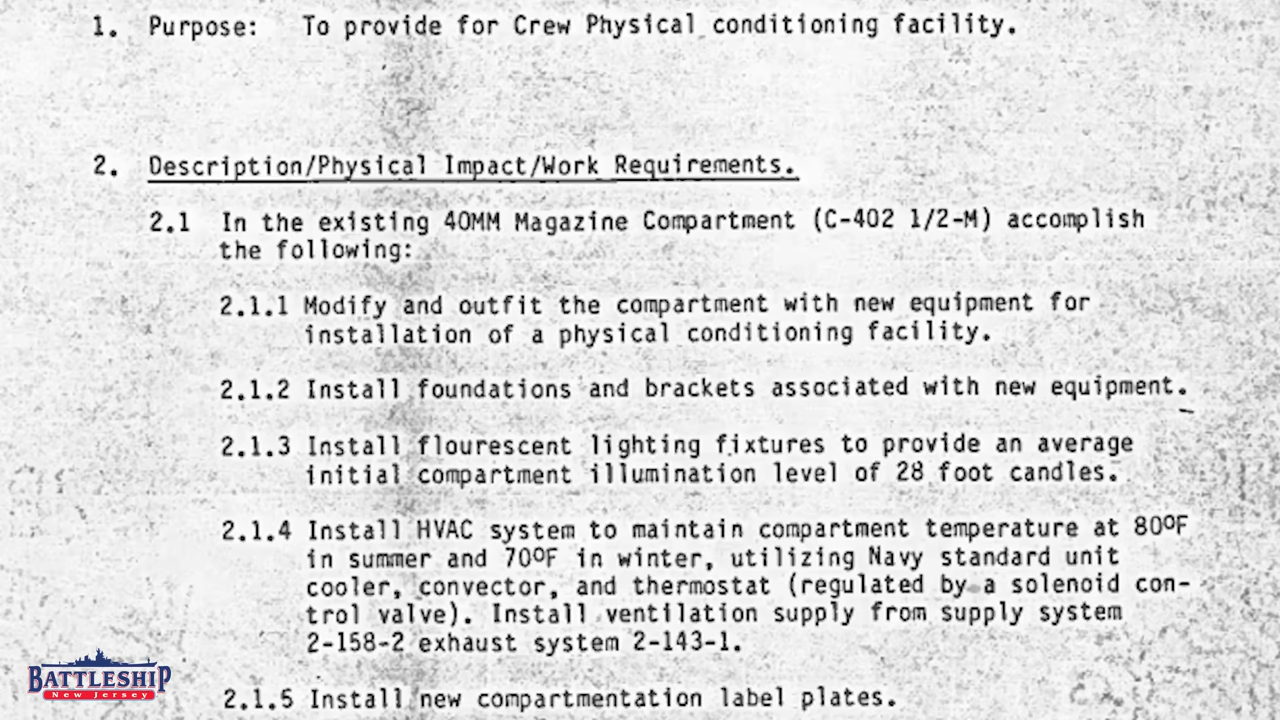 1. Purpose: To provide for Crew Physical conditioning facility.
2. Description/Physical Impact/Work Requirements.
2.1 In the existing 40MM Magazine Compartment (C-402 1/2-M) accomplish
the following:
2.1.1 Modify and outfit the compartment with new equipment for
installation of a physical conditioning facility.
2.1.2 Install foundations and brackets associated with new equipment.
2.1.3 Install flourescent lighting fixtures to provide an average
initial compartment illumination level of 28 foot candles.
2.1.4 Install HVAC system to maintain compartment temperature at 80ºF
in summer and 70ºF in winter, utilizing Navy standard unit
cooler, convector, and thermostat (regulated by a solenoid con-
trol valve). Install ventilation supply from supply system
2-158-2 exhaust system 2-143-1.
2.1.5 Install new compartmentation label plates.
BATTLESHIP
New Jersey